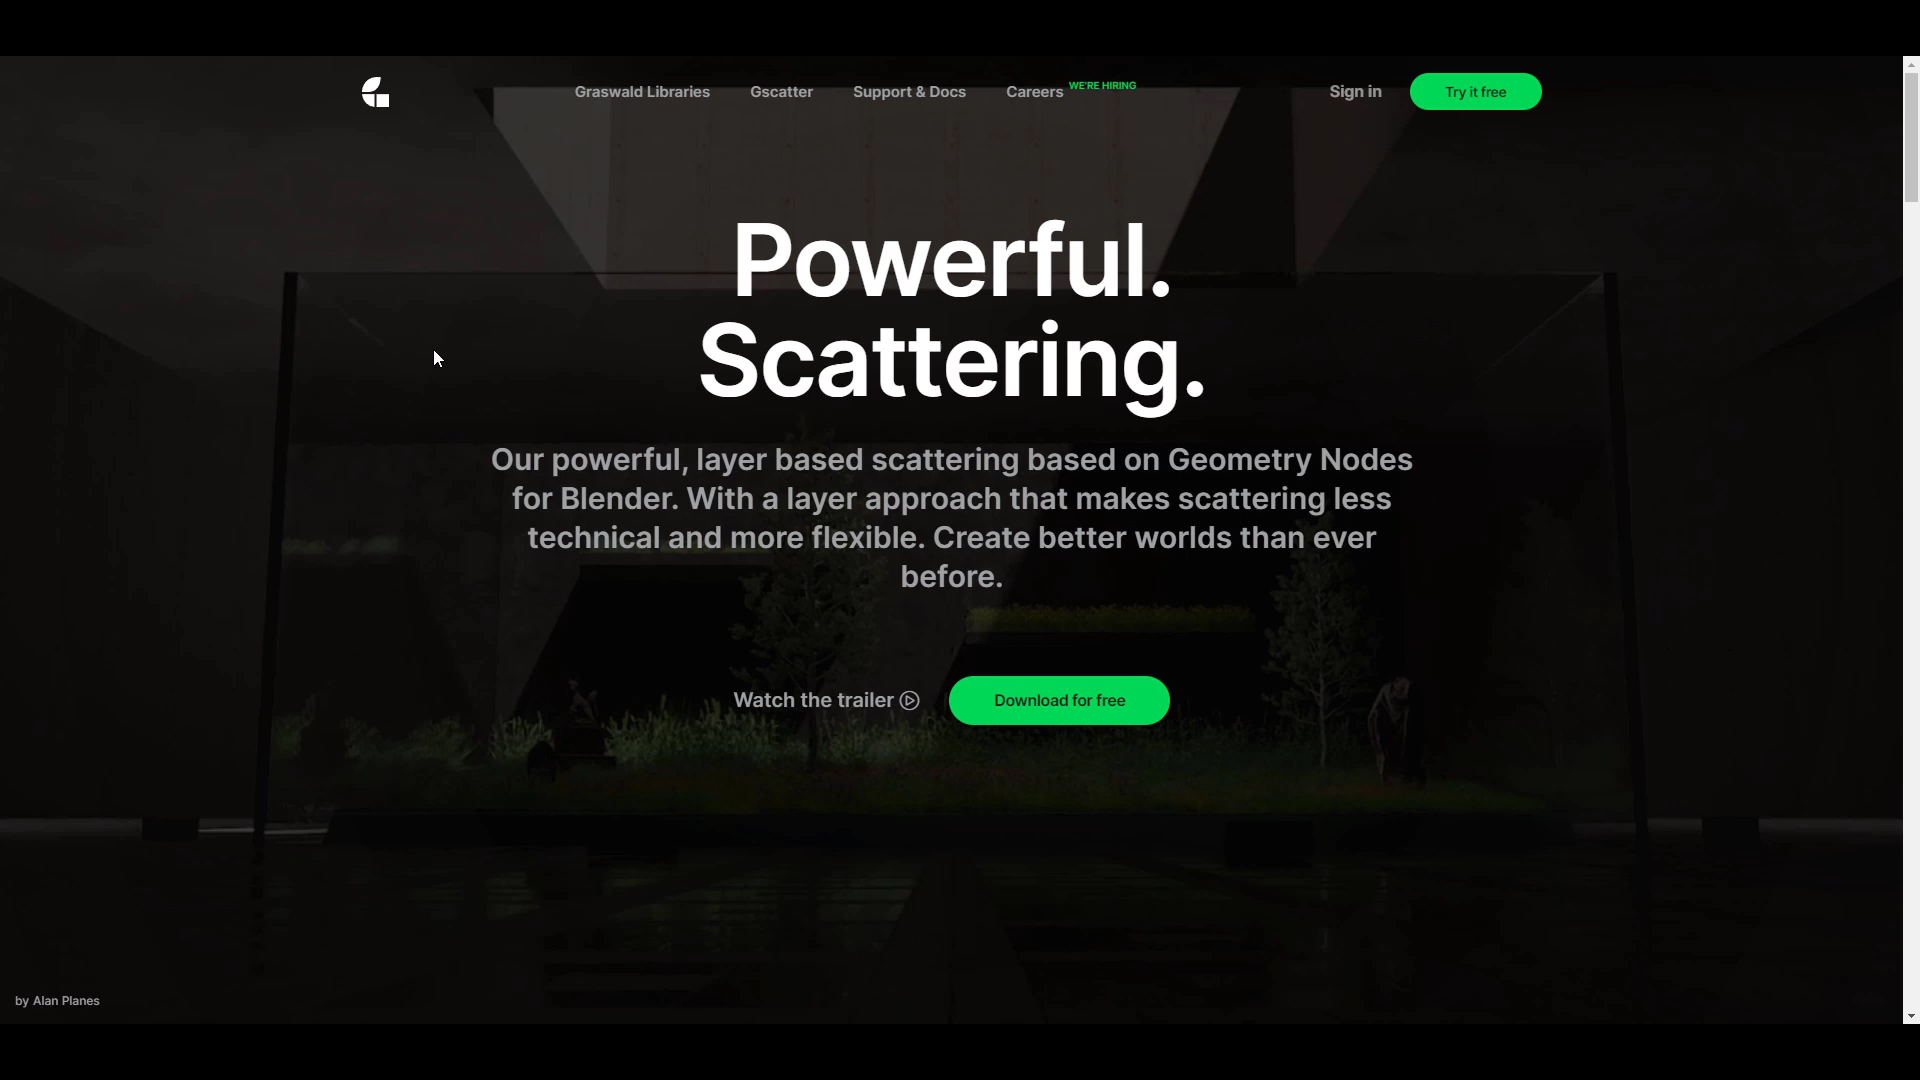 Graswald Libraries
Gscatter
Support & Docs
Careers WE'RE HIRING
Sign in
Try it free
Powerful.
Scattering.
Our powerful, layer based scattering based on Geometry Nodes
for Blender. With a layer approach that makes scattering less
technical and more flexible. Create better worlds than ever
before.
Watch the trailer
Download for free
by Alan Planes